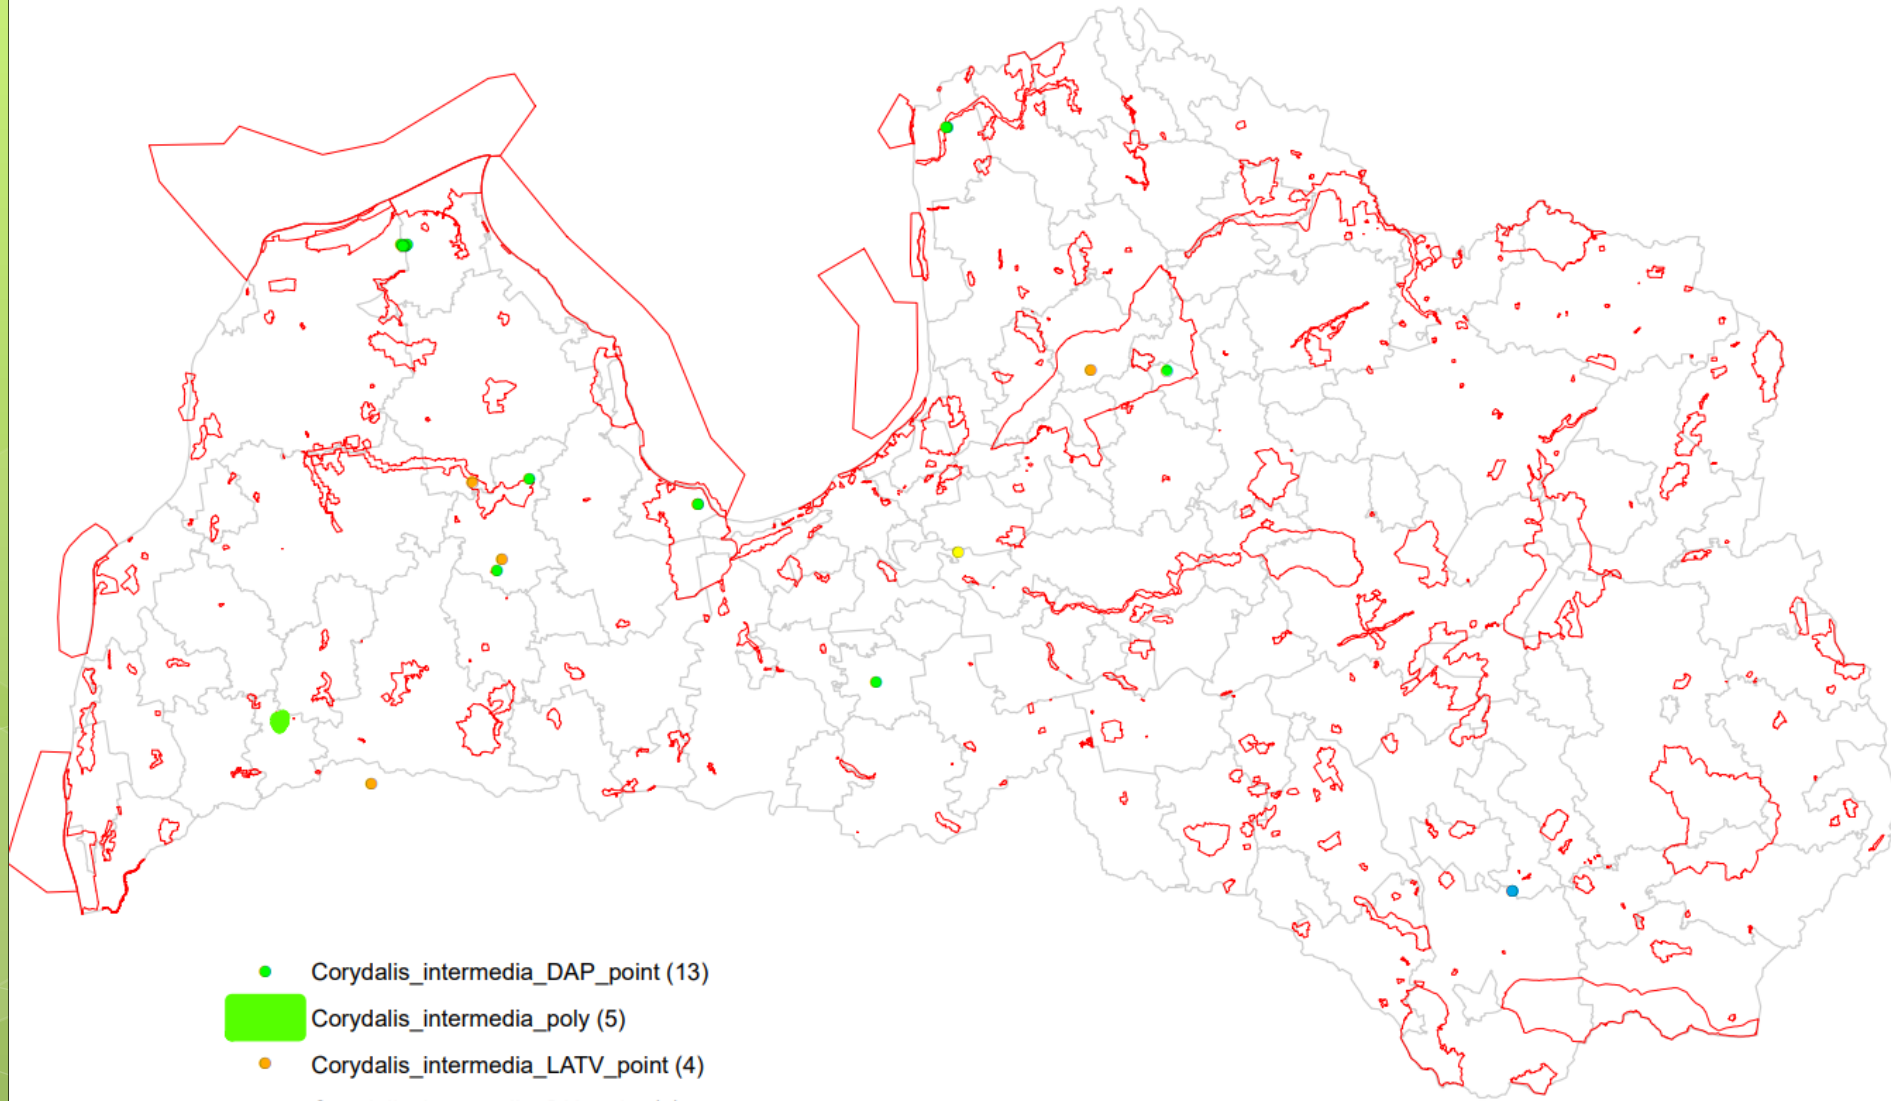 Corydalis_intermedia_DAP_point (13)
Corydalis_intermedia_poly (5)
Corydalis_intermedia_LATV_point (4)